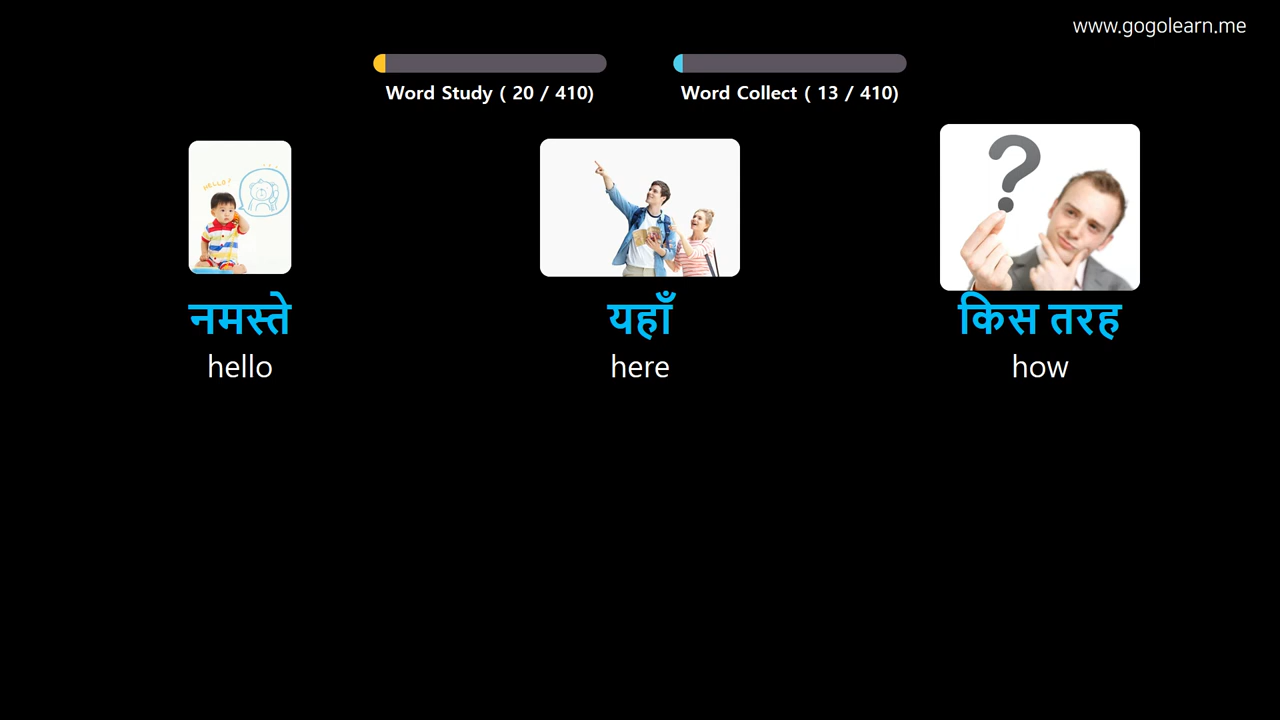 www.gogolearn.me
Word Study ( 20 / 410)
Word Collect ( 13 / 410)
HELLO!
नमस्ते
यहाँ
किस तरह
hello
here
how